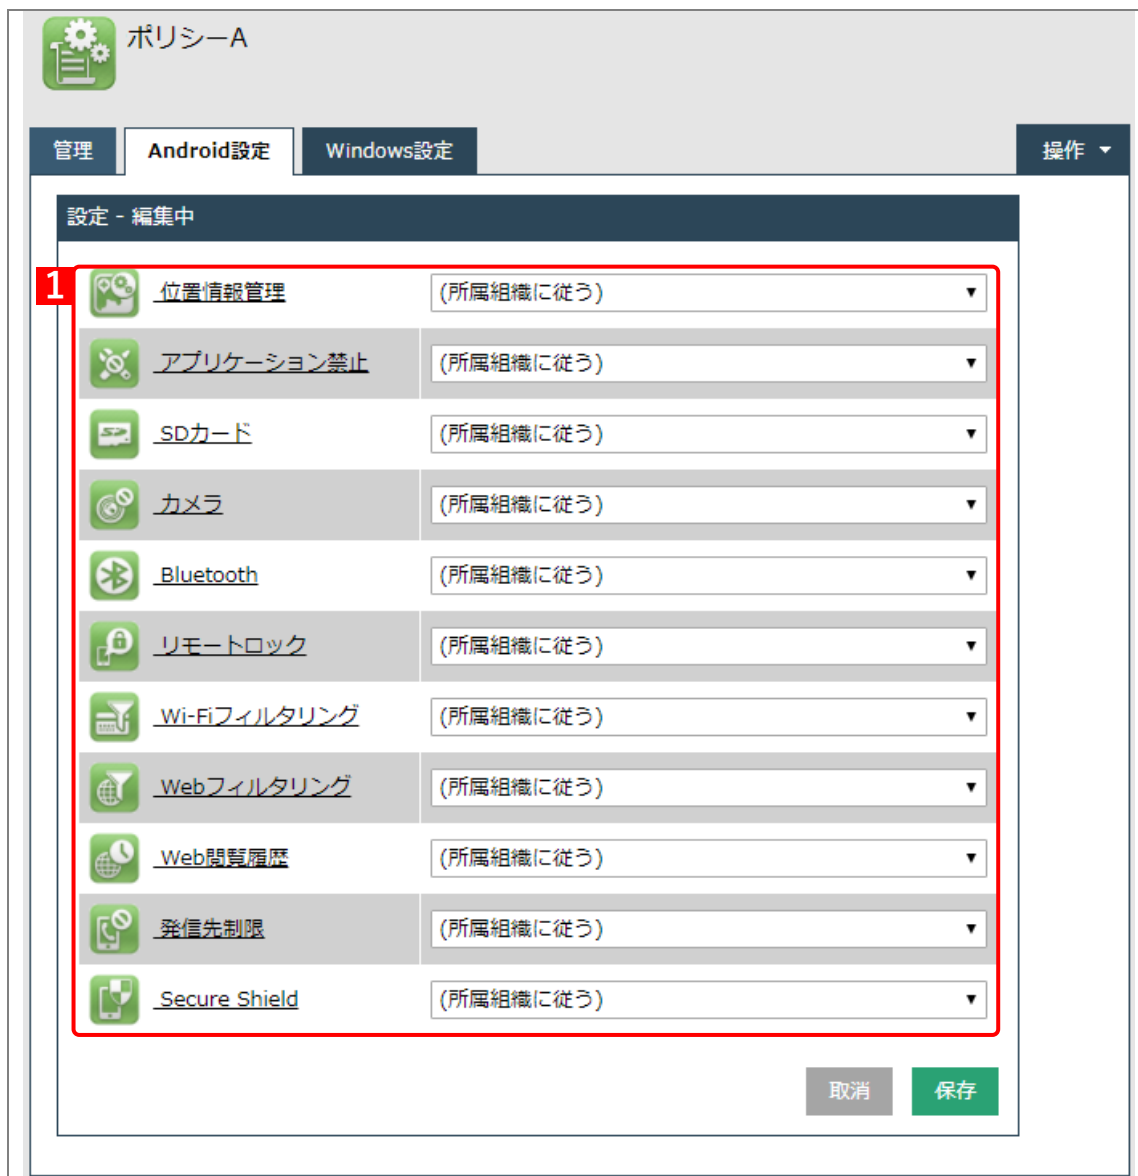 ポリシーA
管理 Android設定 Windows設定 操作 ▼
設定 - 編集中
1
位置情報管理 (所属組織に従う) ▼
アプリケーション禁止 (所属組織に従う) ▼
SDカード (所属組織に従う) ▼
カメラ (所属組織に従う) ▼
Bluetooth (所属組織に従う) ▼
リモートロック (所属組織に従う) ▼
Wi-Fiフィルタリング (所属組織に従う) ▼
Webフィルタリング (所属組織に従う) ▼
Web閲覧履歴 (所属組織に従う) ▼
発信先制限 (所属組織に従う) ▼
Secure Shield (所属組織に従う) ▼
取消 保存